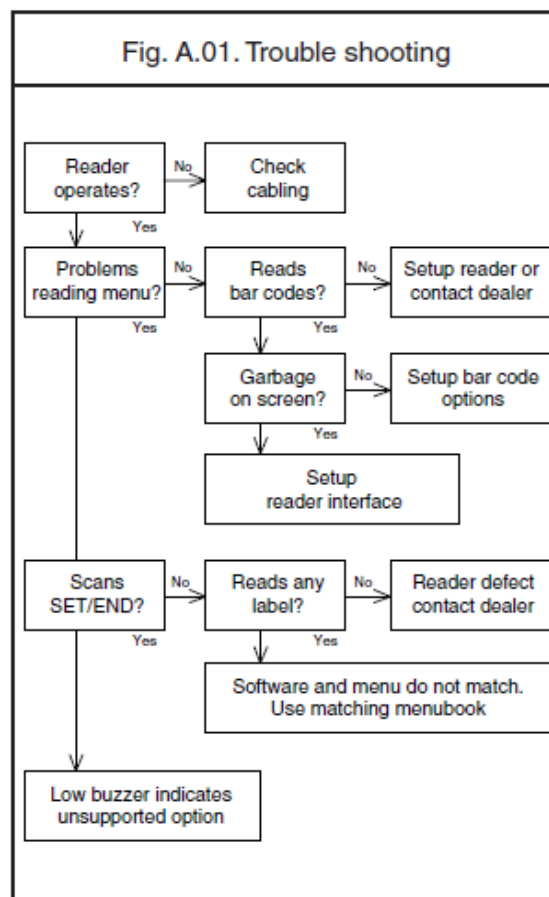 Fig. A.01. Trouble shooting
Reader
operates?
No
Check
cabling
Yes
Problems
reading menu?
No
Reads
bar codes?
No
Setup reader or
contact dealer
Yes
Yes
Garbage
on screen?
No
Setup bar code
options
Yes
Setup
reader interface
Scans
SET/END?
No
Reads any
label?
No
Reader defect
contact dealer
Yes
Yes
Software and menu do not match.
Use matching menubook
Low buzzer indicates
unsupported option